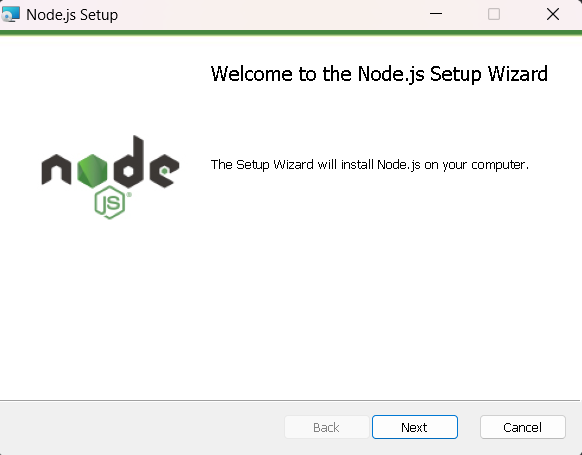 Node.js Setup
Welcome to the Node.js Setup Wizard
The Setup Wizard will install Node.js on your computer.
node
JS
Back
Next
Cancel